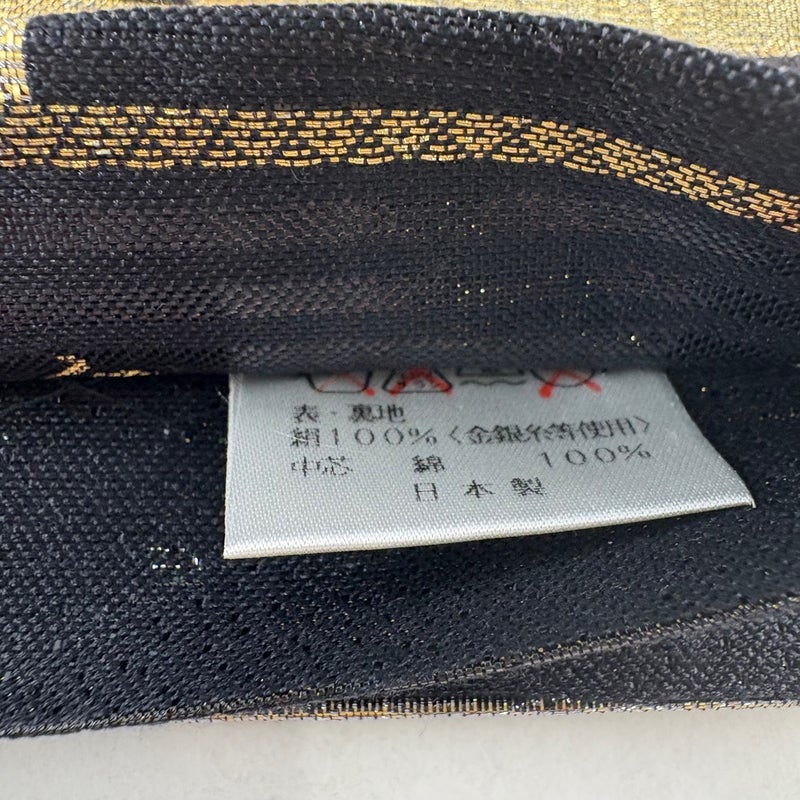 表・裏地
絹100%〈金銀糸等使用〉
中芯 綿 100%
日本製